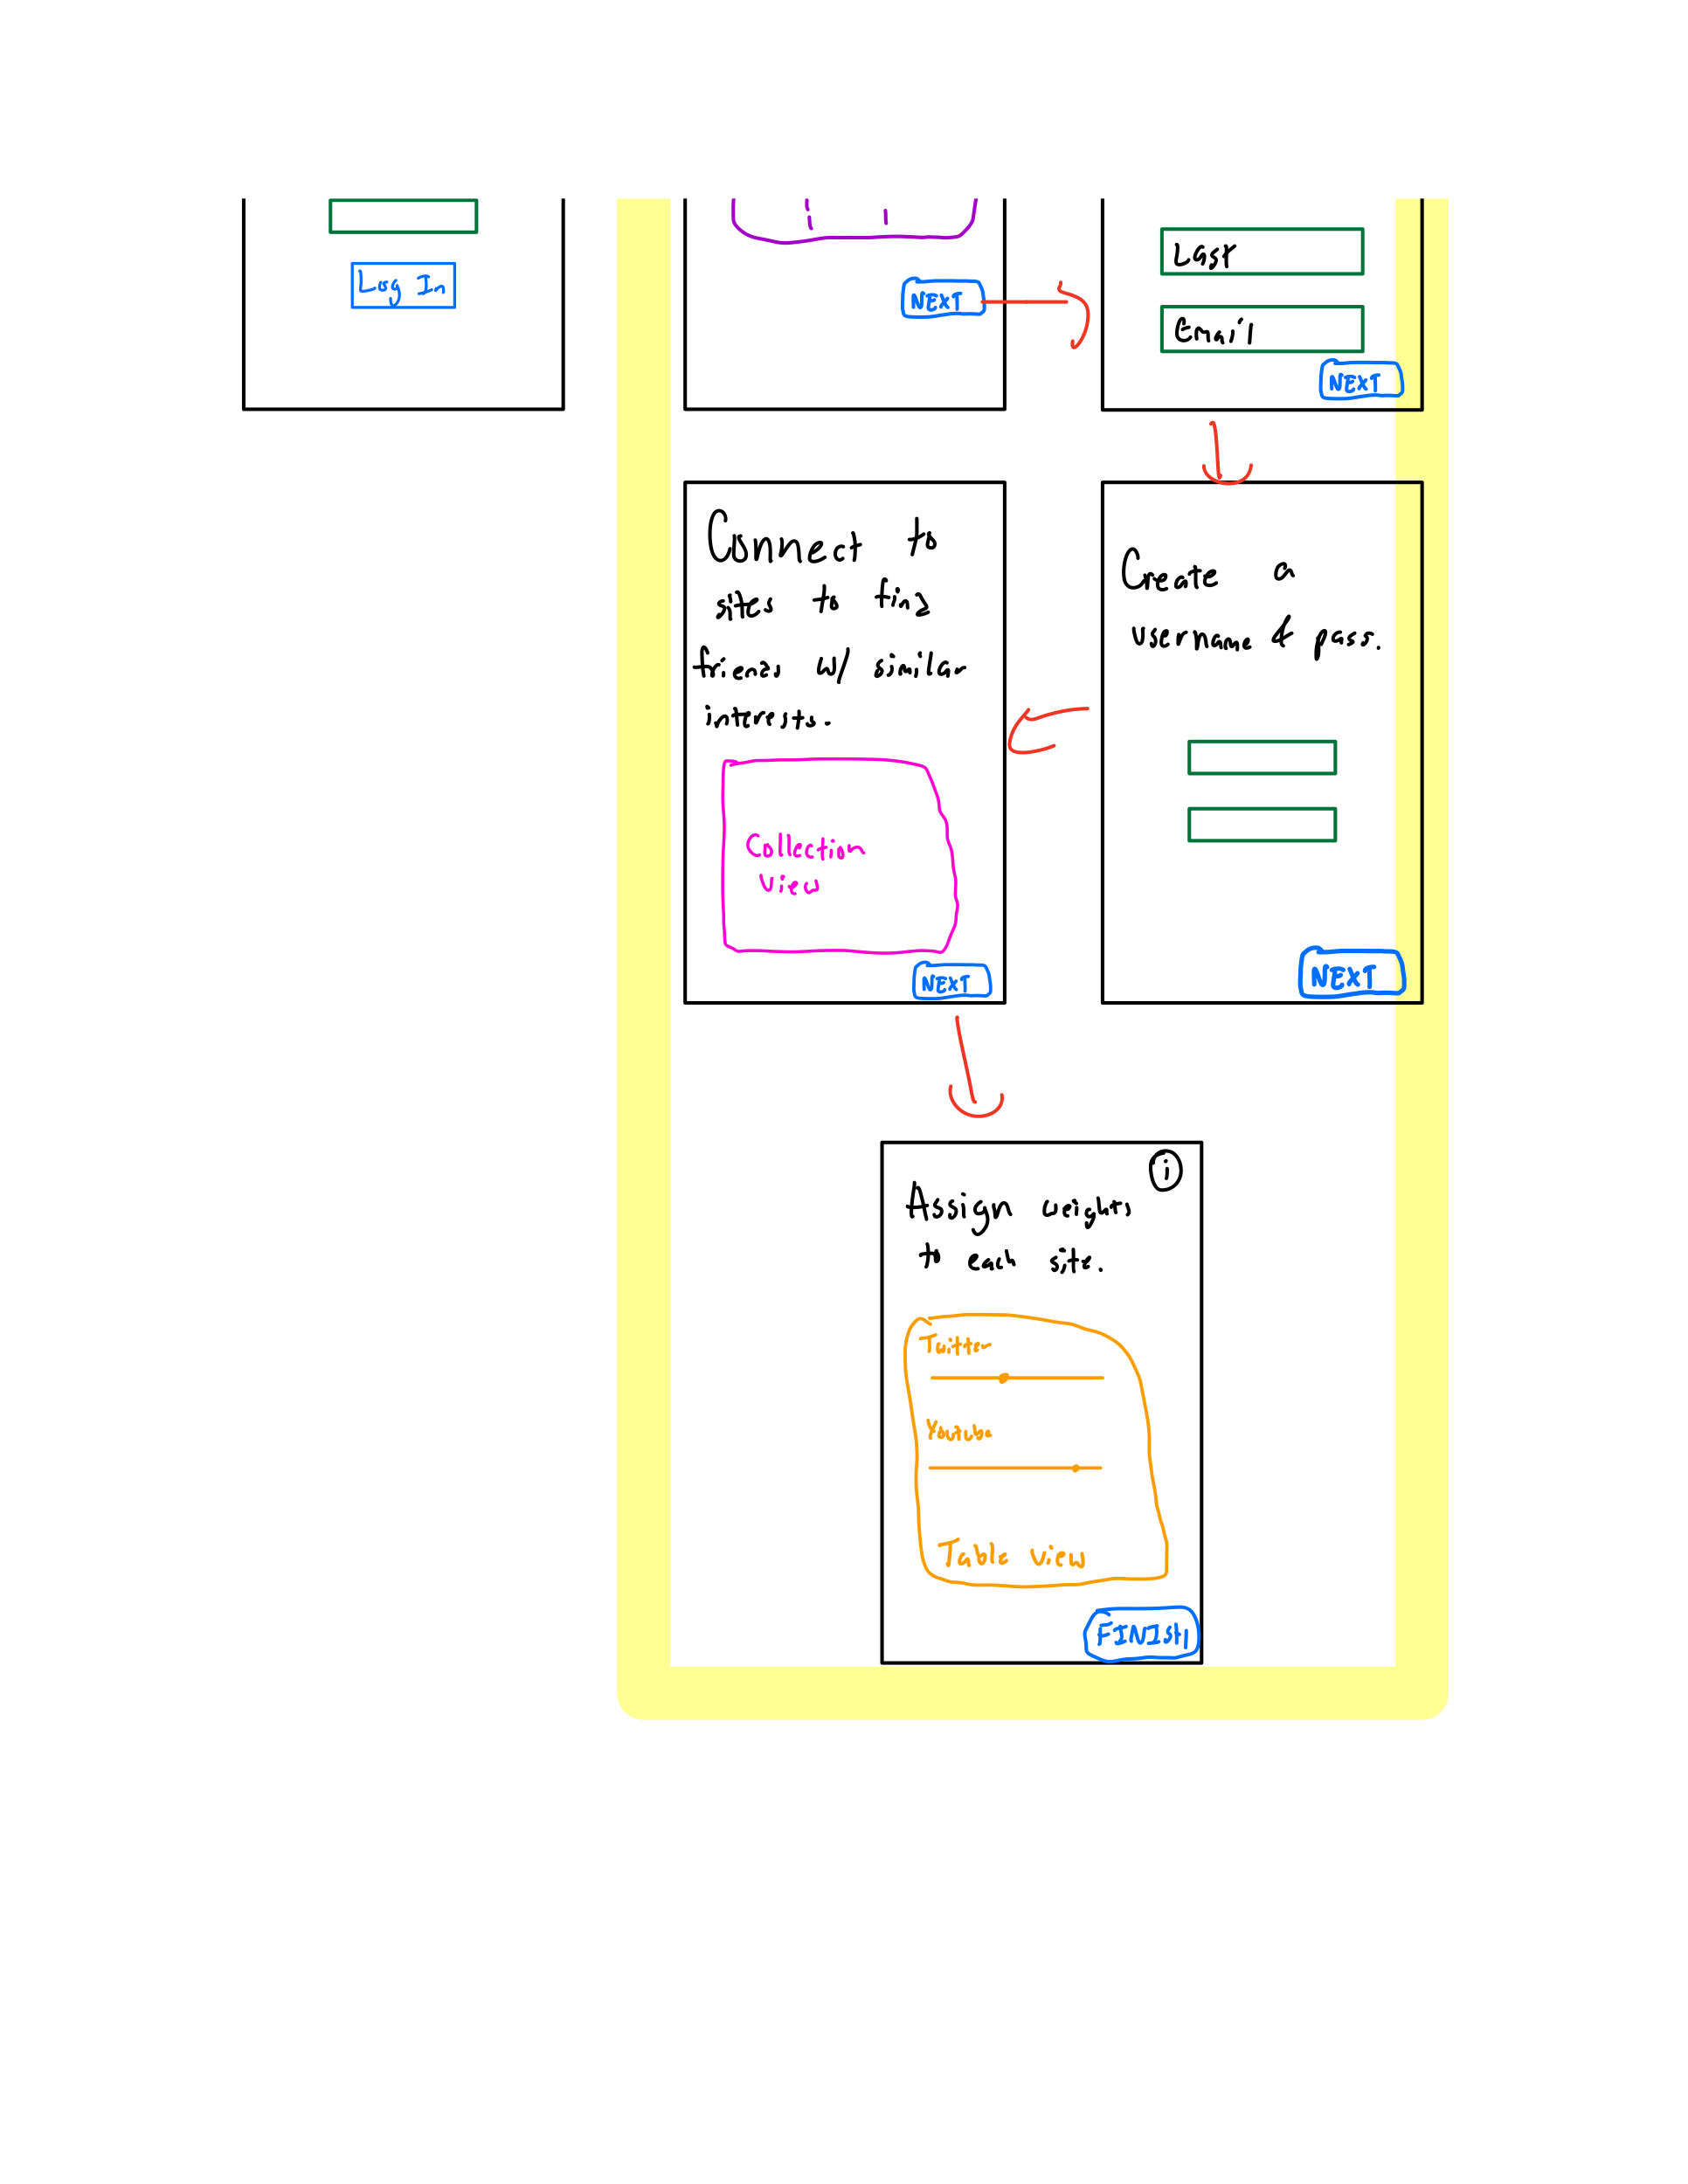 Log In
NEXT
Last
Email
NEXT
Create a
username & pass.
NEXT
Connect to
sites to find
friends w/ similar
interests.
Collection
View
NEXT
i
Assign weights
to each site.
Twitter
Youtube
Table View
FINISH